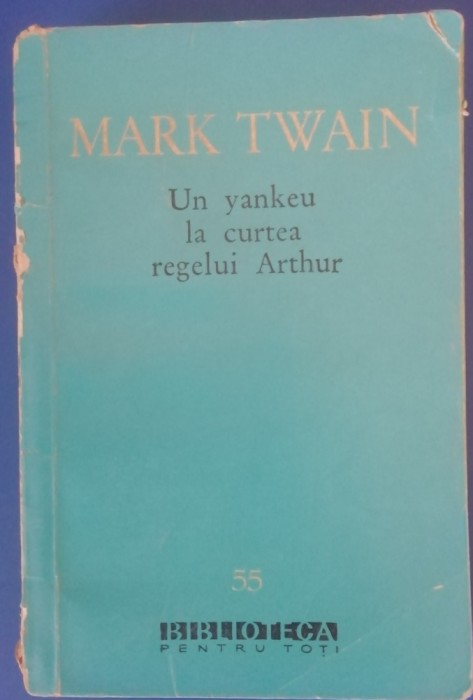 MARK TWAIN
Un yankeu
la curtea
regelui Arthur
55
BIBLIOTECA
PENTRU TOȚI